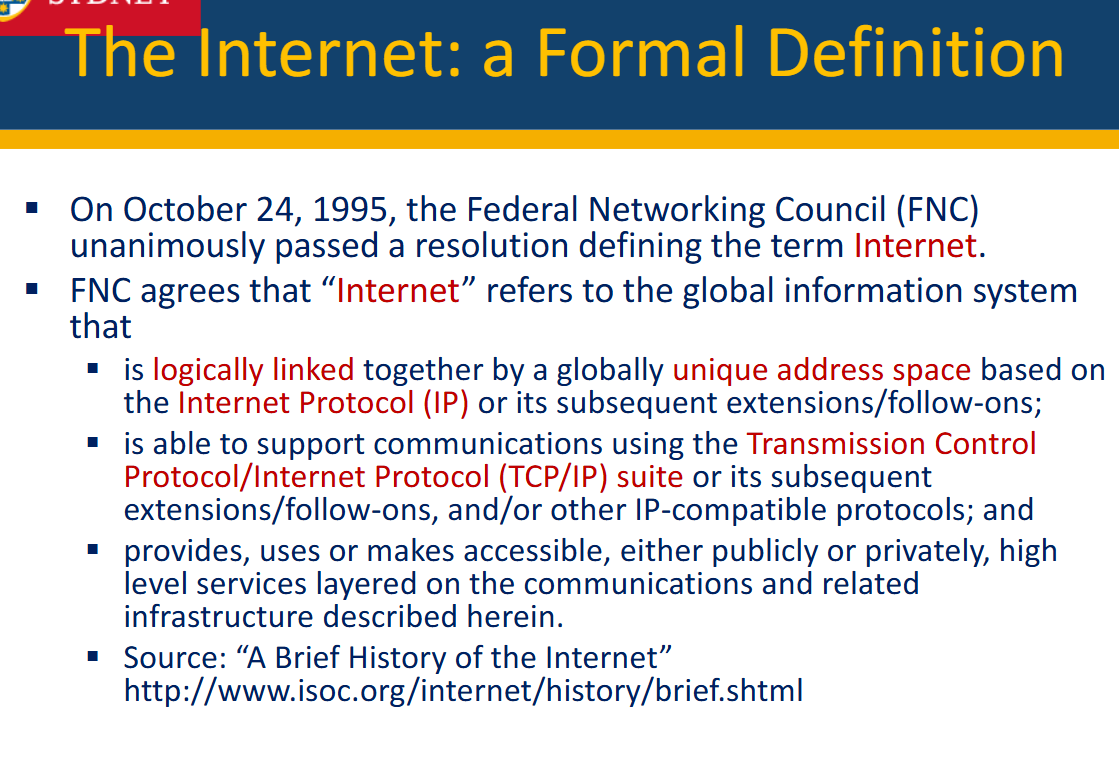 SYDNEY
The Internet: a Formal Definition
▪ On October 24, 1995, the Federal Networking Council (FNC)
unanimously passed a resolution defining the term Internet.
▪ FNC agrees that “Internet” refers to the global information system
that
▪ is logically linked together by a globally unique address space based on
the Internet Protocol (IP) or its subsequent extensions/follow-ons;
▪ is able to support communications using the Transmission Control
Protocol/Internet Protocol (TCP/IP) suite or its subsequent
extensions/follow-ons, and/or other IP-compatible protocols; and
▪ provides, uses or makes accessible, either publicly or privately, high
level services layered on the communications and related
infrastructure described herein.
▪ Source: “A Brief History of the Internet”
http://www.isoc.org/internet/history/brief.shtml